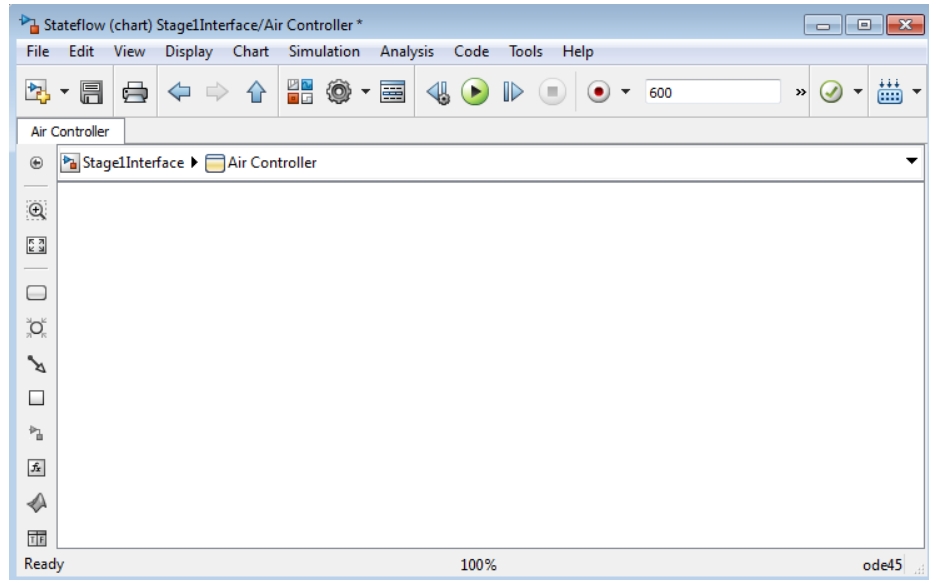 Stateflow (chart) Stage1Interface/Air Controller *
File Edit View Display Chart Simulation Analysis Code Tools Help
600 »
Air Controller
Stage1Interface Air Controller
fx
T F
Ready 100% ode45